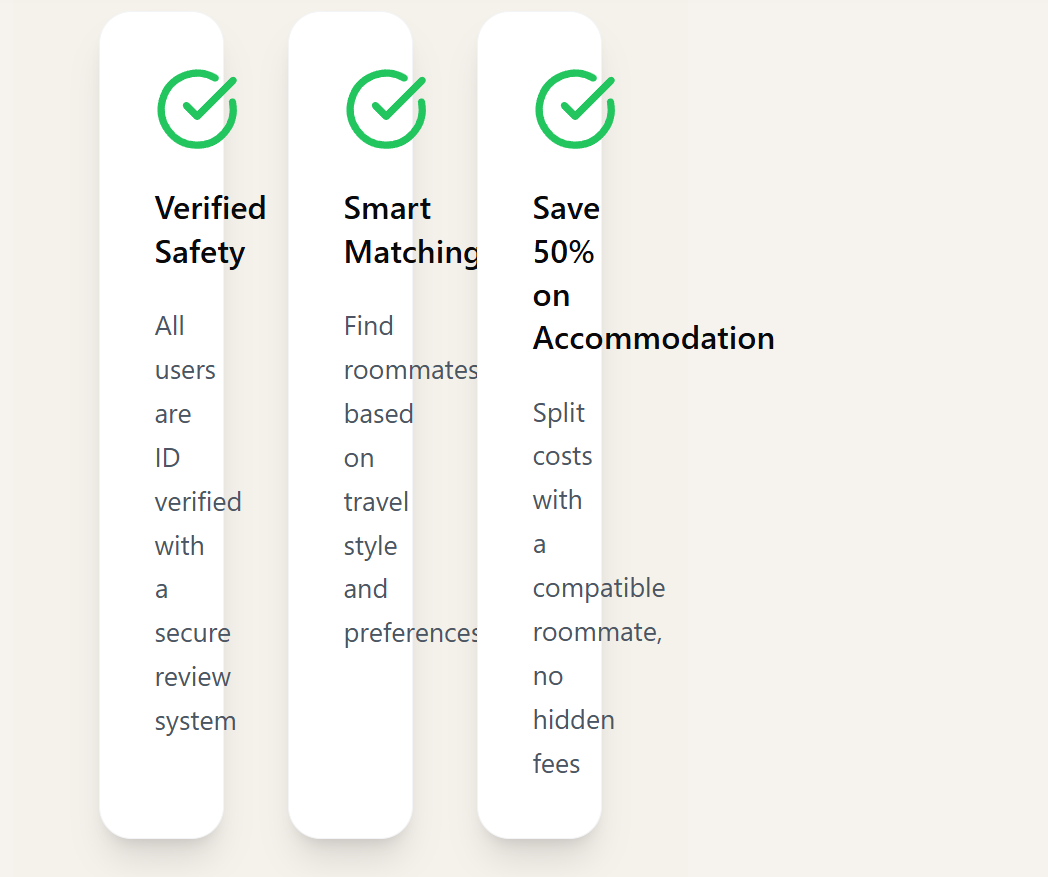 Verified
Safety
All
users
are
ID
verified
with
a
secure
review
system
Smart
Matching
Find
roommates
based
on
travel
style
and
preferences
Save
50%
on
Accommodation
Split
costs
with
a
compatible
roommate,
no
hidden
fees